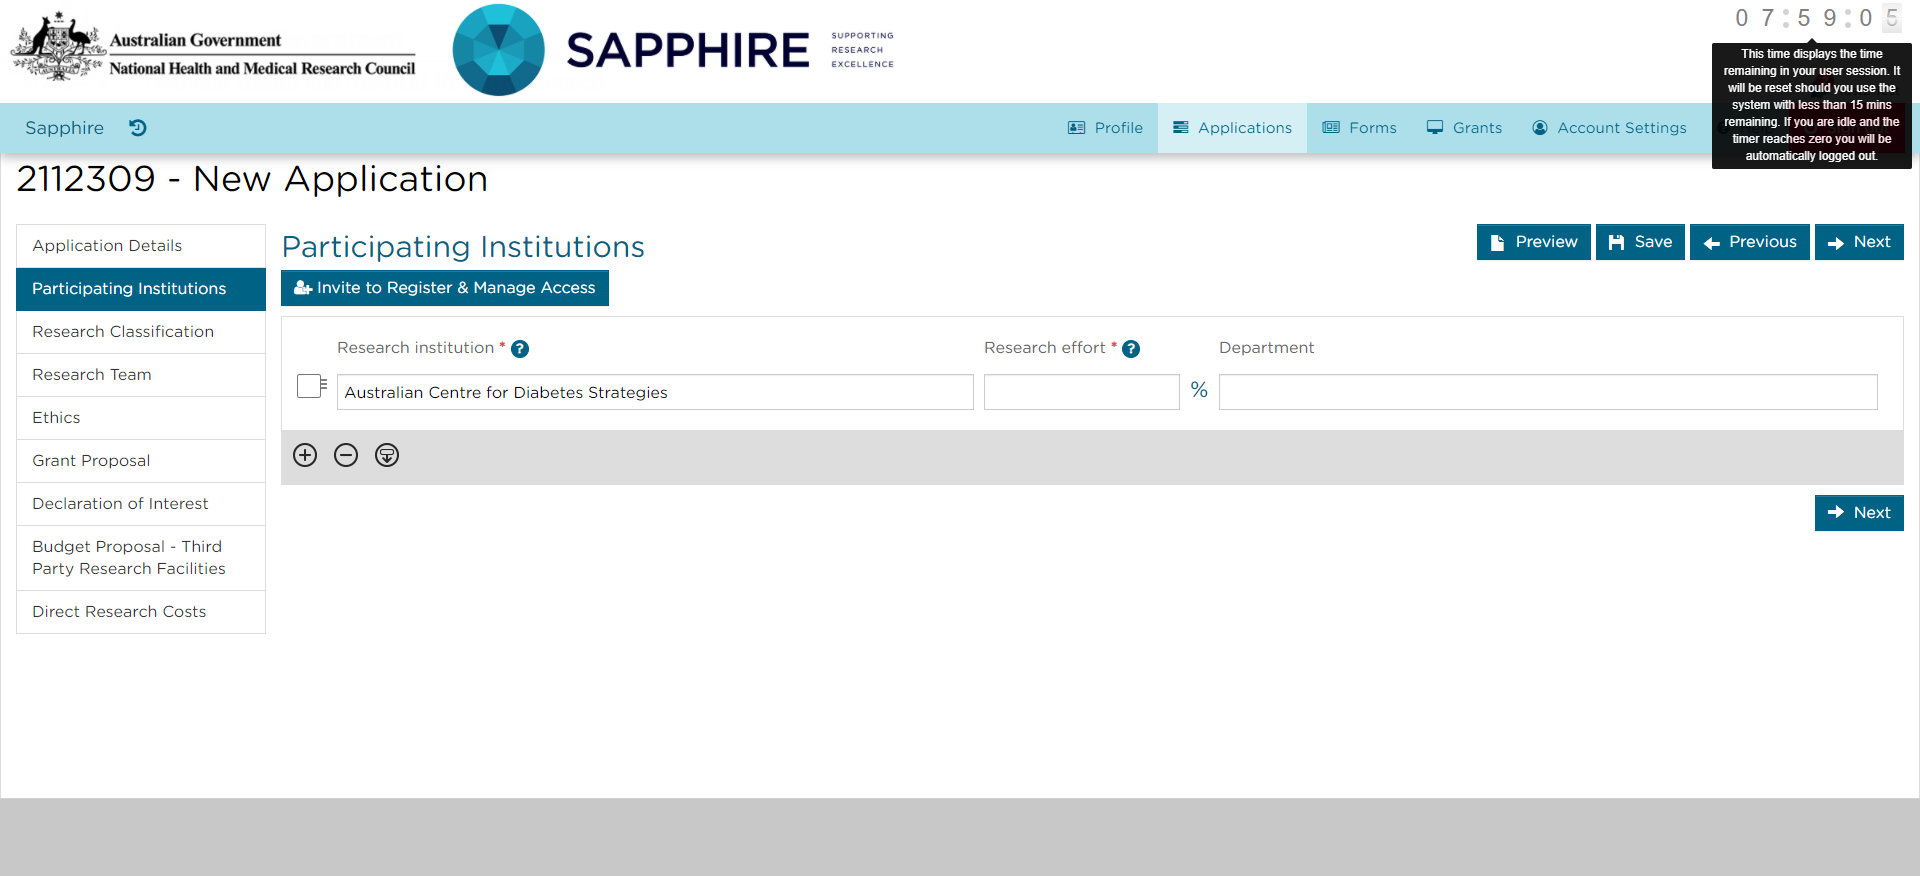 Australian Government
National Health and Medical Research Council
SAPPHIRE
SUPPORTING
RESEARCH
EXCELLENCE
07:59:05
This time displays the time
remaining in your user session. It
will be reset should you use the
system with less than 15 mins
remaining. If you are idle and the
timer reaches zero you will be
automatically logged out.
Sapphire
Profile
Applications
Forms
Grants
Account Settings
2112309 - New Application
Application Details
Participating Institutions
Research Classification
Research Team
Ethics
Grant Proposal
Declaration of Interest
Budget Proposal - Third
Party Research Facilities
Direct Research Costs
Participating Institutions
Preview
Save
Previous
Next
Invite to Register & Manage Access
Research institution * ?
Research effort * ?
Department
Australian Centre for Diabetes Strategies
%
Next